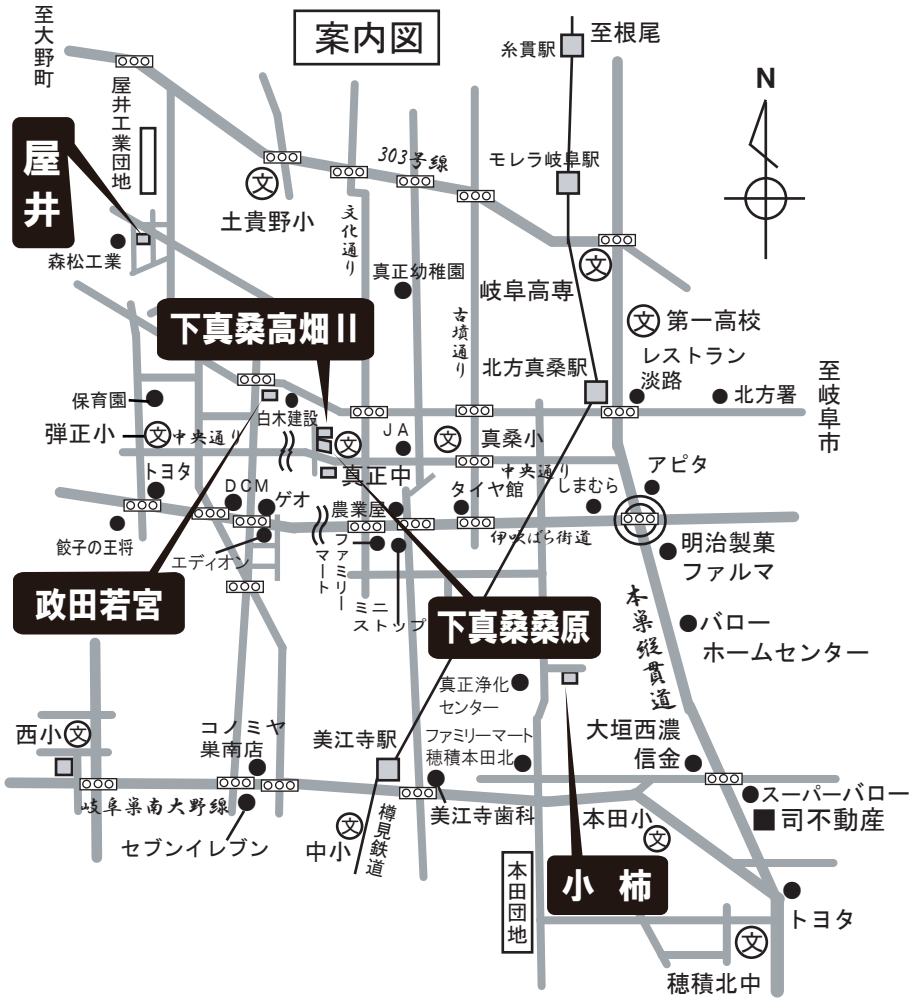 案内図
至大野町
糸貫駅
至根尾
屋井工業団地
N
屋井
303号線
モレラ岐阜駅
文
土貴野小
文化通り
森松工業
真正幼稚園
文
岐阜高専
古墳通り
下真桑高畑Ⅱ
文 第一高校
北方真桑駅
レストラン
淡路
至岐阜市
北方署
保育園
白木建設
弾正小
文
中央通り
文
JA
文
真桑小
真正中
中央通り
アピタ
トヨタ
DCM
ゲオ
農業屋
タイヤ館
しまむら
餃子の王将
エディオン
ファミリー
マート
伊吹ばら街道
明治製菓
ファルマ
ミニ
ストップ
政田若宮
下真桑桑原
本巣縦貫道
バロー
ホームセンター
真正浄化
センター
西小
文
コノミヤ
巣南店
美江寺駅
ファミリーマート
穂積本田北
大垣西濃
信金
岐阜巣南大野線
美江寺歯科
スーパーバロー
■司不動産
セブンイレブン
中小
文
樽見鉄道
本田小
文
本田団地
小柿
トヨタ
文
穂積北中